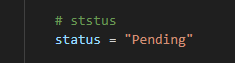 # ststus
status = "Pending"